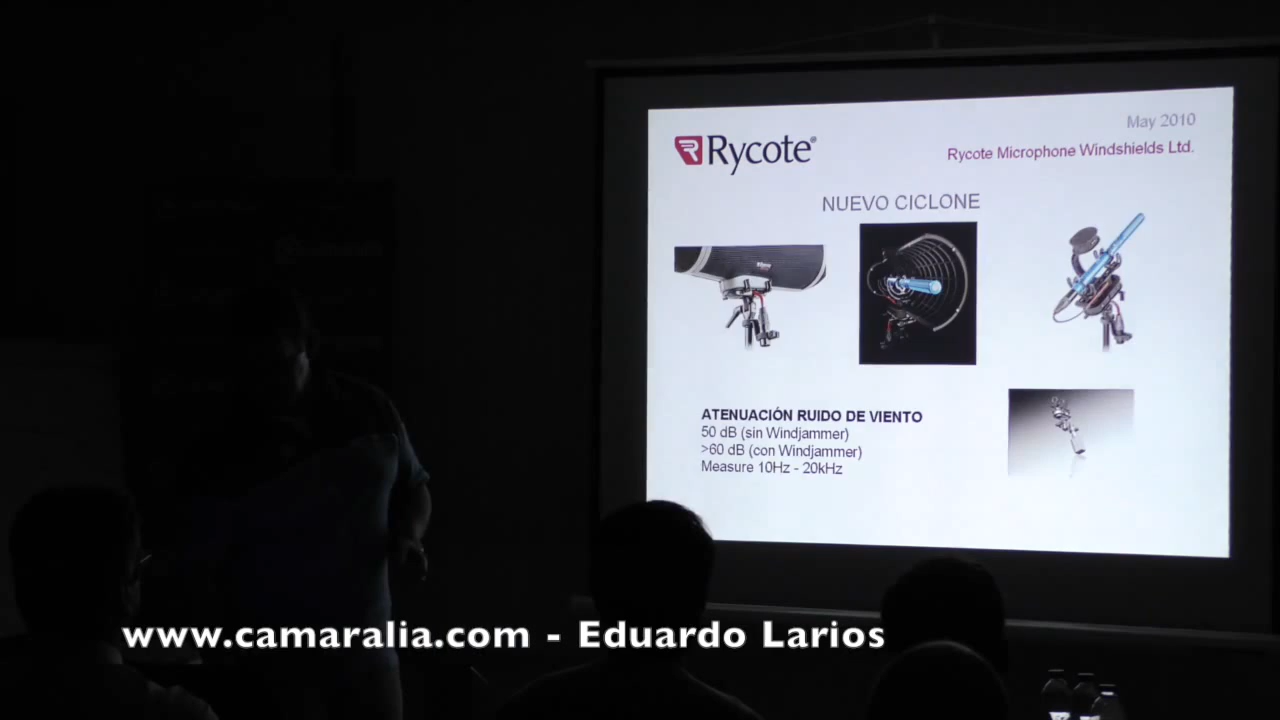 Rycote®
May 2010
Rycote Microphone Windshields Ltd.
NUEVO CICLONE
ATENUACIÓN RUIDO DE VIENTO
50 dB (sin Windjammer)
>60 dB (con Windjammer)
Measure 10Hz - 20kHz
www.camaralia.com - Eduardo Larios